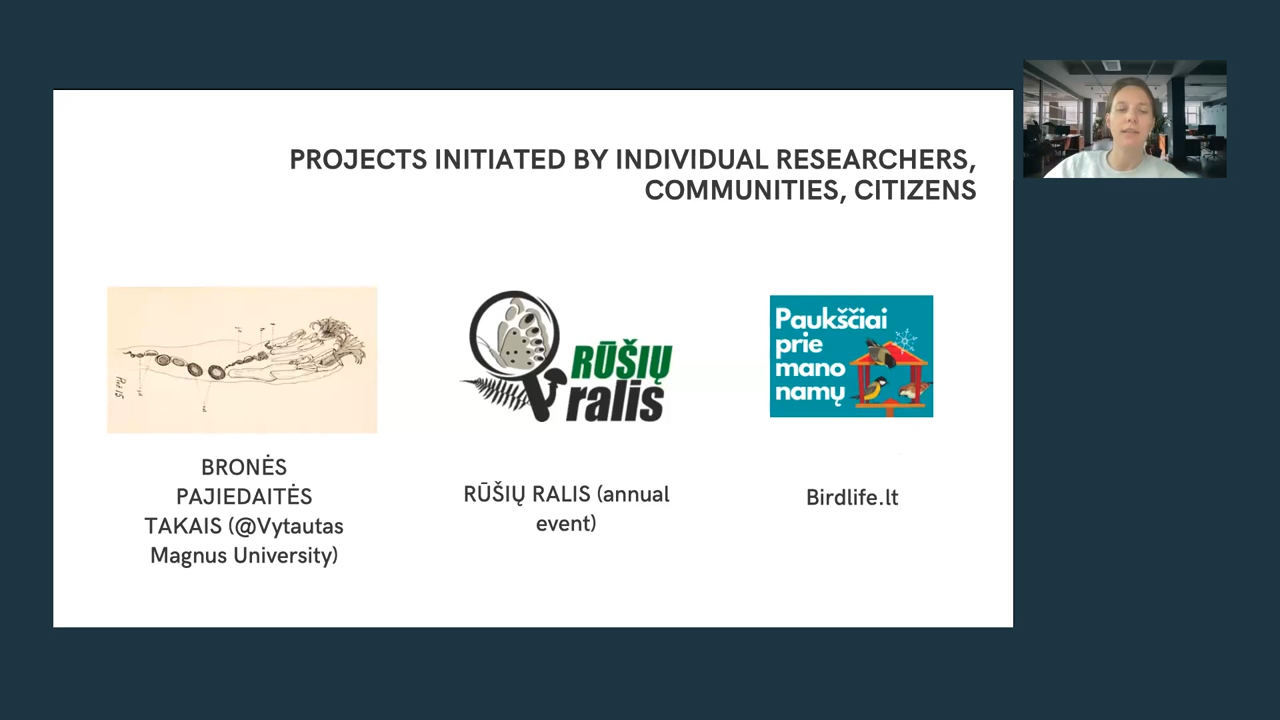 PROJECTS INITIATED BY INDIVIDUAL RESEARCHERS,
COMMUNITIES, CITIZENS
BRONĖS
PAJIEDAITĖS
TAKAIS (@Vytautas
Magnus University)
RŪŠIŲ
ralis
RŪŠIŲ RALIS (annual
event)
Paukščiai
prie
mano
namų
Birdlife.lt